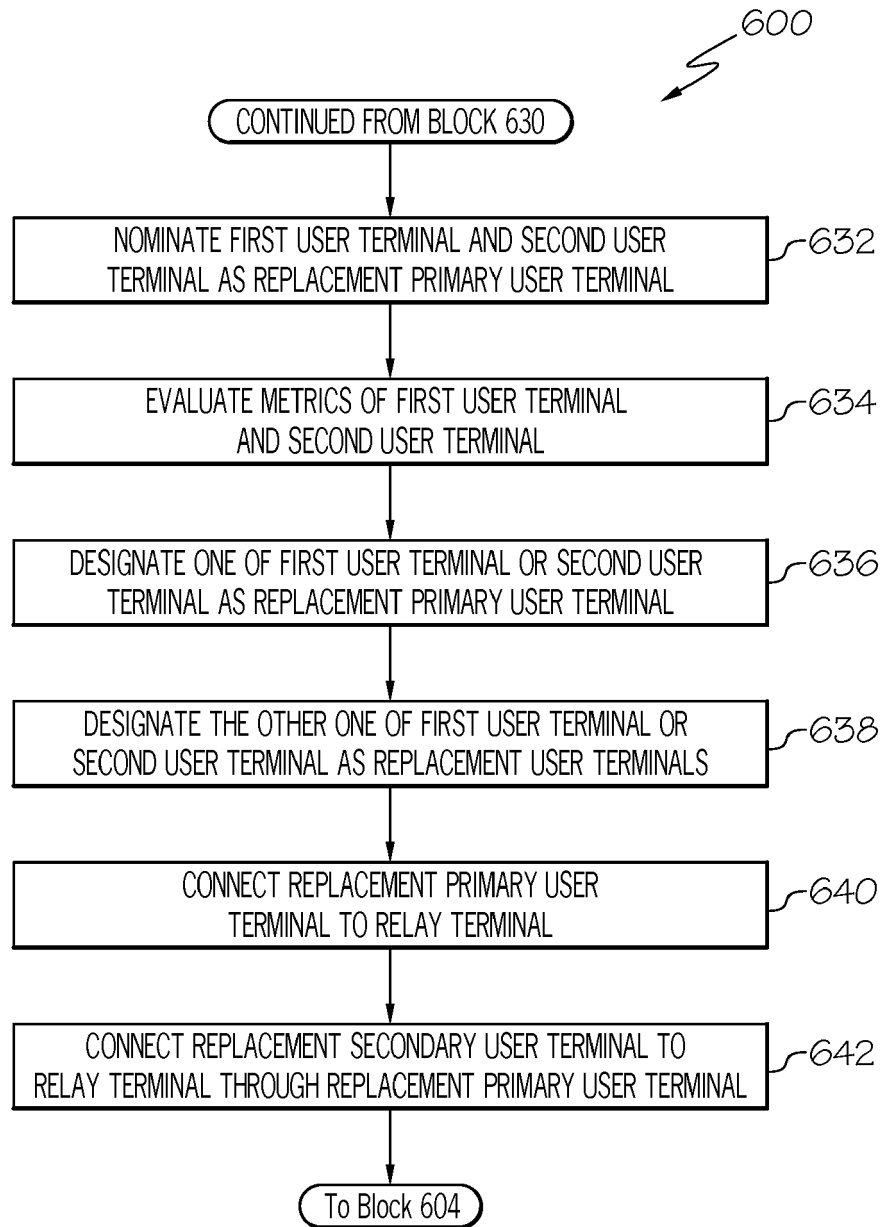 600
CONTINUED FROM BLOCK 630
NOMINATE FIRST USER TERMINAL AND SECOND USER
TERMINAL AS REPLACEMENT PRIMARY USER TERMINAL
632
EVALUATE METRICS OF FIRST USER TERMINAL
AND SECOND USER TERMINAL
634
DESIGNATE ONE OF FIRST USER TERMINAL OR SECOND USER
TERMINAL AS REPLACEMENT PRIMARY USER TERMINAL
636
DESIGNATE THE OTHER ONE OF FIRST USER TERMINAL OR
SECOND USER TERMINAL AS REPLACEMENT USER TERMINALS
638
CONNECT REPLACEMENT PRIMARY USER
TERMINAL TO RELAY TERMINAL
640
CONNECT REPLACEMENT SECONDARY USER TERMINAL TO
RELAY TERMINAL THROUGH REPLACEMENT PRIMARY USER TERMINAL
642
To Block 604